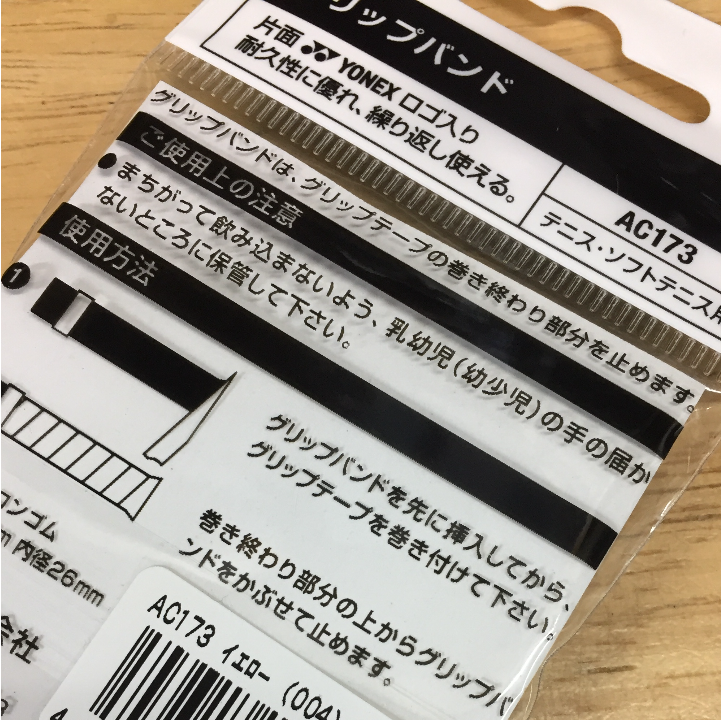 リップバンド
片面 YONEX ロゴ入り
耐久性に優れ、繰り返し使える。
AC173
テニス・ソフトテニス用
グリップバンドは、グリップテープの巻き終わり部分を止めます。
ご使用上の注意
●まちがって飲み込まないよう、乳幼児(幼少児)の手の届か
ないところに保管して下さい。
使用方法
1
グリップバンドを先に挿入してから、
グリップテープを巻き付けて下さい。
巻き終わり部分の上からグリップバ
ンドをかぶせて止めます。
コンゴム
m 内径26mm
会社
AC173 イエロー (004)